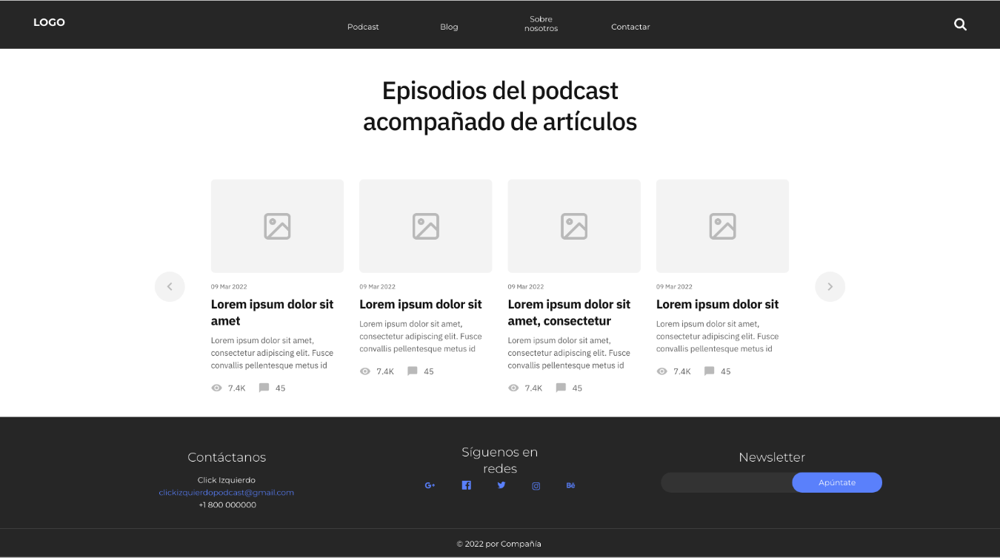 LOGO
Podcast
Blog
Sobre
nosotros
Contactar
Episodios del podcast
acompañado de artículos
09 Mar 2022
Lorem ipsum dolor sit
amet
Lorem ipsum dolor sit amet,
consectetur adipiscing elit. Fusce
convallis pellentesque metus id
7.4K 45
09 Mar 2022
Lorem ipsum dolor sit
Lorem ipsum dolor sit amet,
consectetur adipiscing elit. Fusce
convallis pellentesque metus id
7.4K 45
09 Mar 2022
Lorem ipsum dolor sit
amet, consectetur
Lorem ipsum dolor sit amet,
consectetur adipiscing elit. Fusce
convallis pellentesque metus id
7.4K 45
09 Mar 2022
Lorem ipsum dolor sit
Lorem ipsum dolor sit amet,
consectetur adipiscing elit. Fusce
convallis pellentesque metus id
7.4K 45
Contáctanos
Click Izquierdo
clickizquierdopodcast@gmail.com
+1 800 000000
Síguenos en
redes
G+ Bē
Newsletter
Apúntate
© 2022 por Compañía